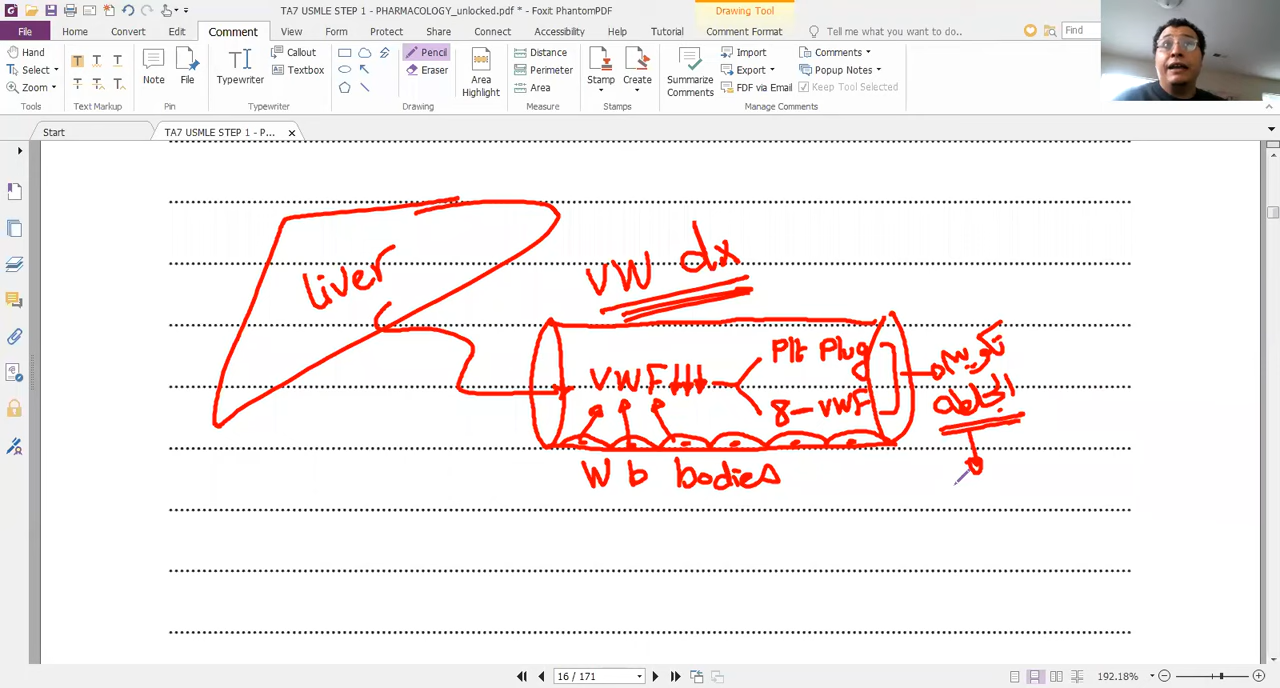 TA7 USMLE STEP 1 - PHARMACOLOGY_unlocked.pdf * - Foxit PhantomPDF
Drawing Tool
File Home Convert Edit Comment View Form Protect Share Connect Accessibility Help Tutorial Comment Format Tell me what you want to do.. Find
Hand
Select
Zoom
Tools
Text Markup
Note
File
Pin
Typewriter
Callout
Textbox
Typewriter
Pencil
Eraser
Drawing
Area Highlight
Distance
Perimeter
Area
Measure
Stamp
Create
Stamps
Summarize Comments
Import
Export
FDF via Email
Comments
Popup Notes
Keep Tool Selected
Manage Comments
Start
TA7 USMLE STEP 1 - P...
liver
VW dx
VWF
Plt Plug
8-VWF
تكوين
الجلطة
W b bodies
16 / 171
192.18%